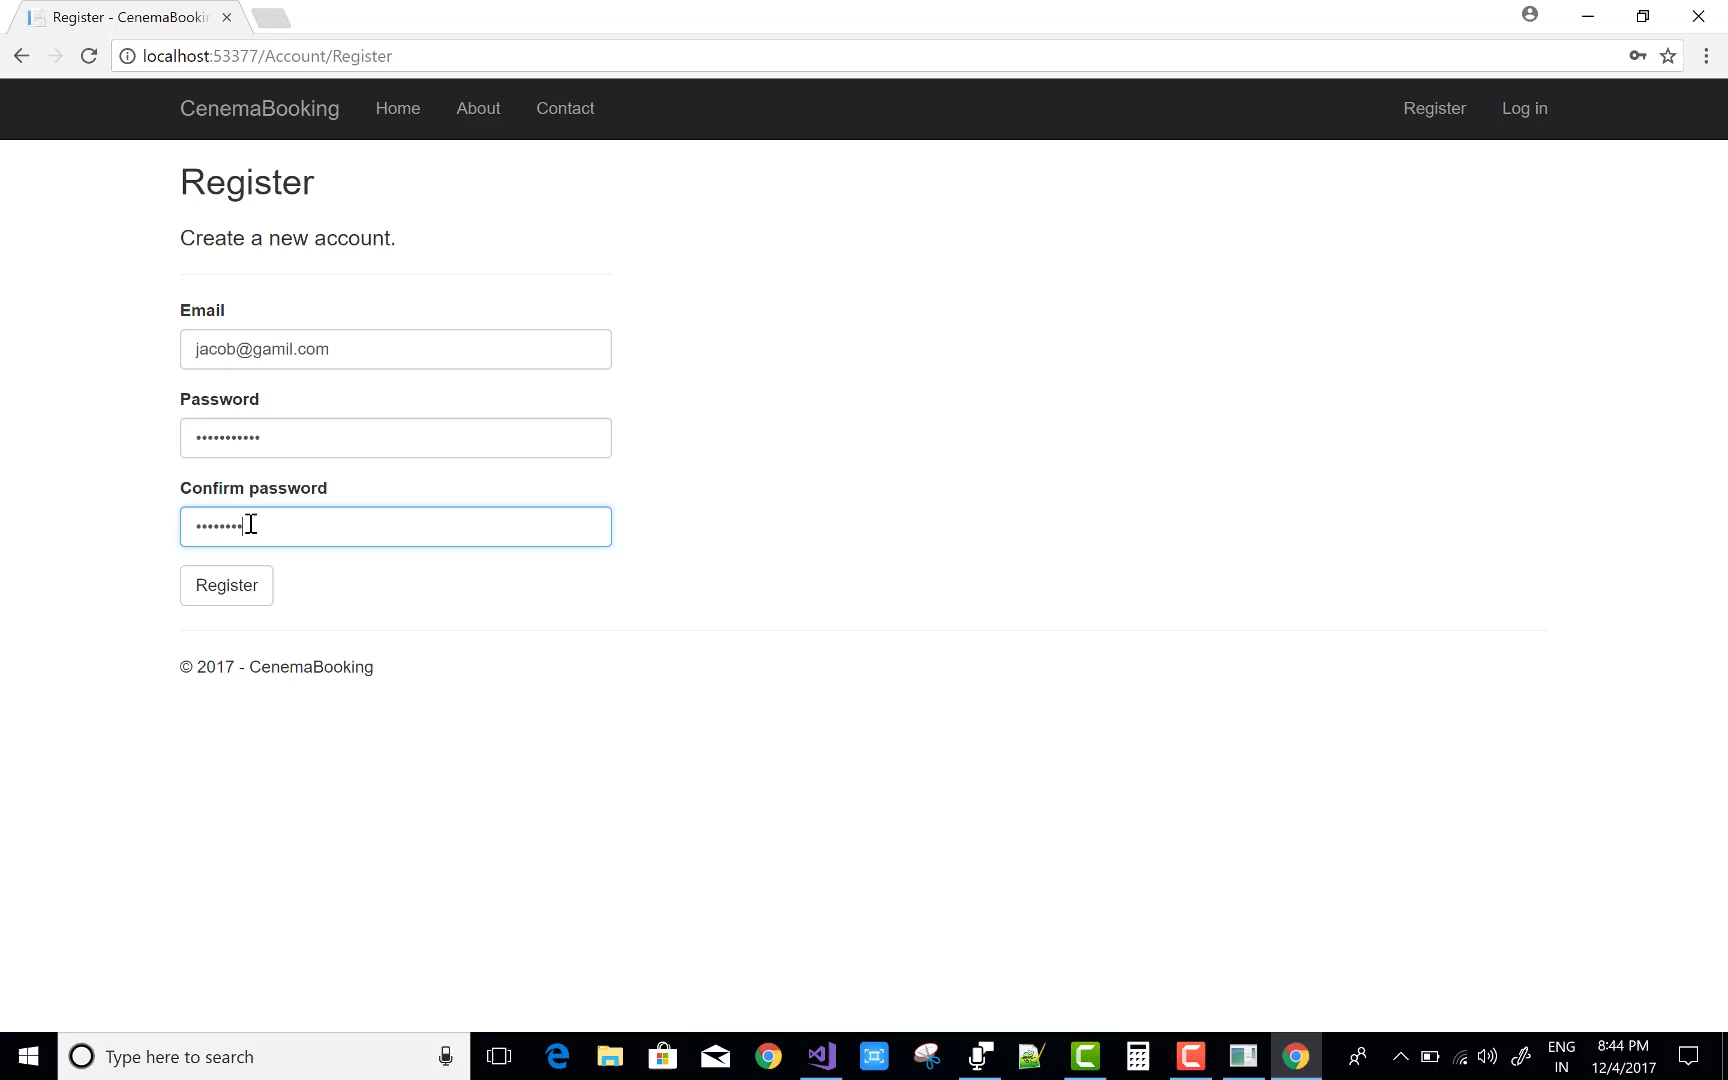 Register - CenemaBookin
localhost:53377/Account/Register
CenemaBooking Home About Contact Register Log in
Register
Create a new account.
Email
jacob@gamil.com
Password
•••••••••••
Confirm password
••••••••
Register
© 2017 - CenemaBooking
Type here to search
ENG
IN
8:44 PM
12/4/2017